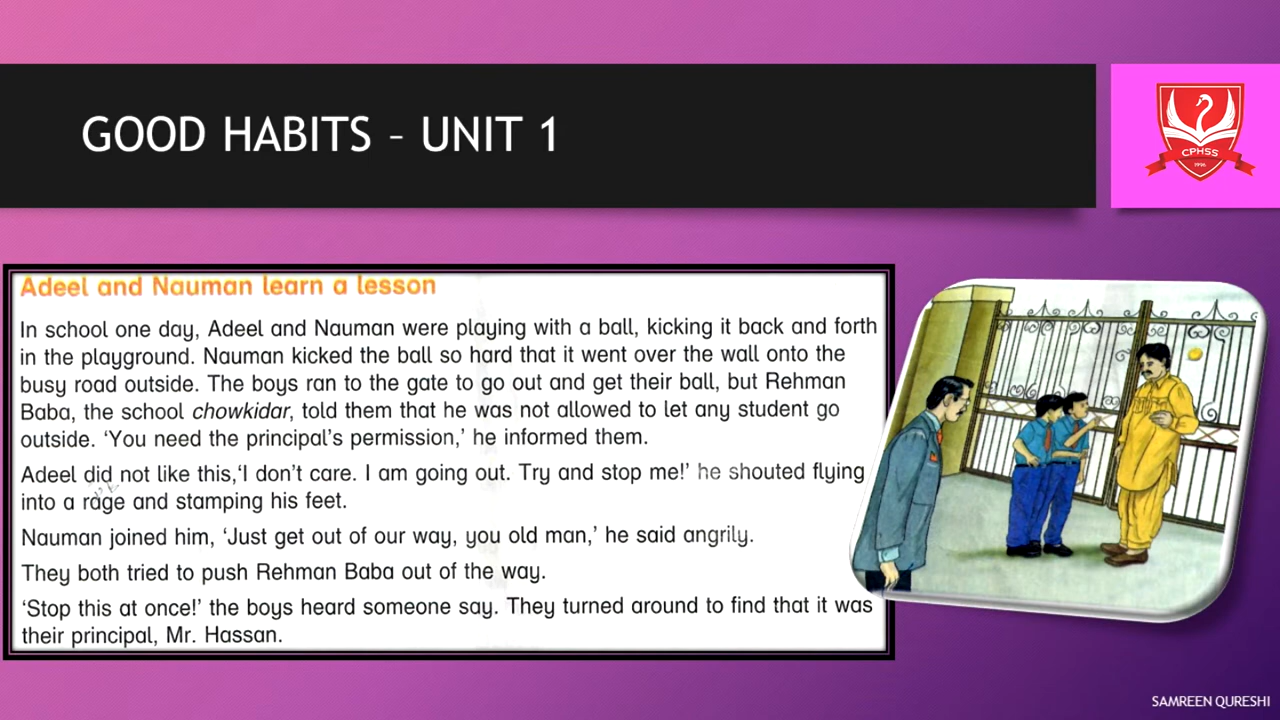 GOOD HABITS – UNIT 1
CPHSS
1996
Adeel and Nauman learn a lesson
In school one day, Adeel and Nauman were playing with a ball, kicking it back and forth
in the playground. Nauman kicked the ball so hard that it went over the wall onto the
busy road outside. The boys ran to the gate to go out and get their ball, but Rehman
Baba, the school chowkidar, told them that he was not allowed to let any student go
outside. ‘You need the principal’s permission,’ he informed them.
Adeel did not like this,‘I don’t care. I am going out. Try and stop me!’ he shouted flying
into a rage and stamping his feet.
Nauman joined him, ‘Just get out of our way, you old man,’ he said angrily.
They both tried to push Rehman Baba out of the way.
‘Stop this at once!’ the boys heard someone say. They turned around to find that it was
their principal, Mr. Hassan.
SAMREEN QURESHI